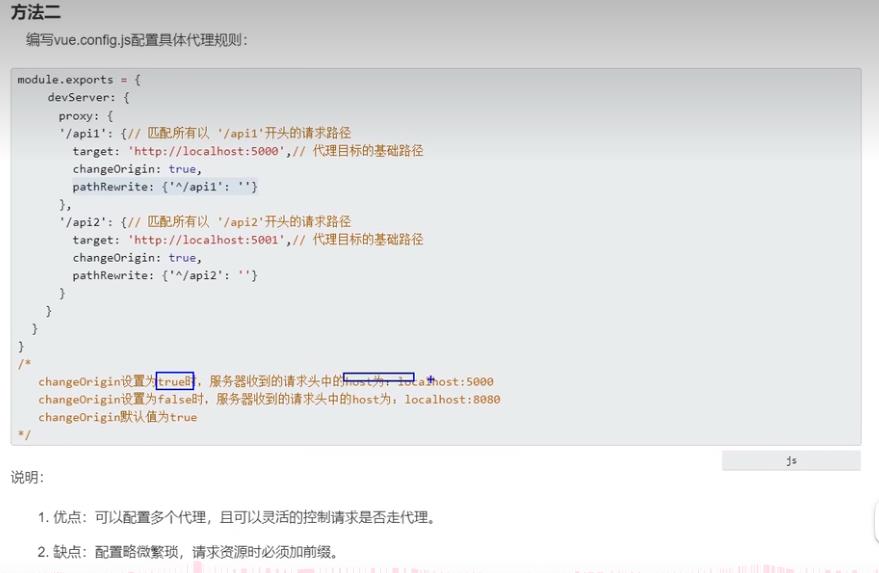 方法二
编写vue.config.js配置具体代理规则：
module.exports = {
devServer: {
proxy: {
'/api1': {// 匹配所有以 '/api1'开头的请求路径
target: 'http://localhost:5000',// 代理目标的基础路径
changeOrigin: true,
pathRewrite: {'^/api1': ''}
},
'/api2': {// 匹配所有以 '/api2'开头的请求路径
target: 'http://localhost:5001',// 代理目标的基础路径
changeOrigin: true,
pathRewrite: {'^/api2': ''}
}
}
}
}
/*
changeOrigin设置为true时，服务器收到的请求头中的host为：localhost:5000
changeOrigin设置为false时，服务器收到的请求头中的host为：localhost:8080
changeOrigin默认值为true
*/
js
说明：
1. 优点：可以配置多个代理，且可以灵活的控制请求是否走代理。
2. 缺点：配置略微繁琐，请求资源时必须加前缀。